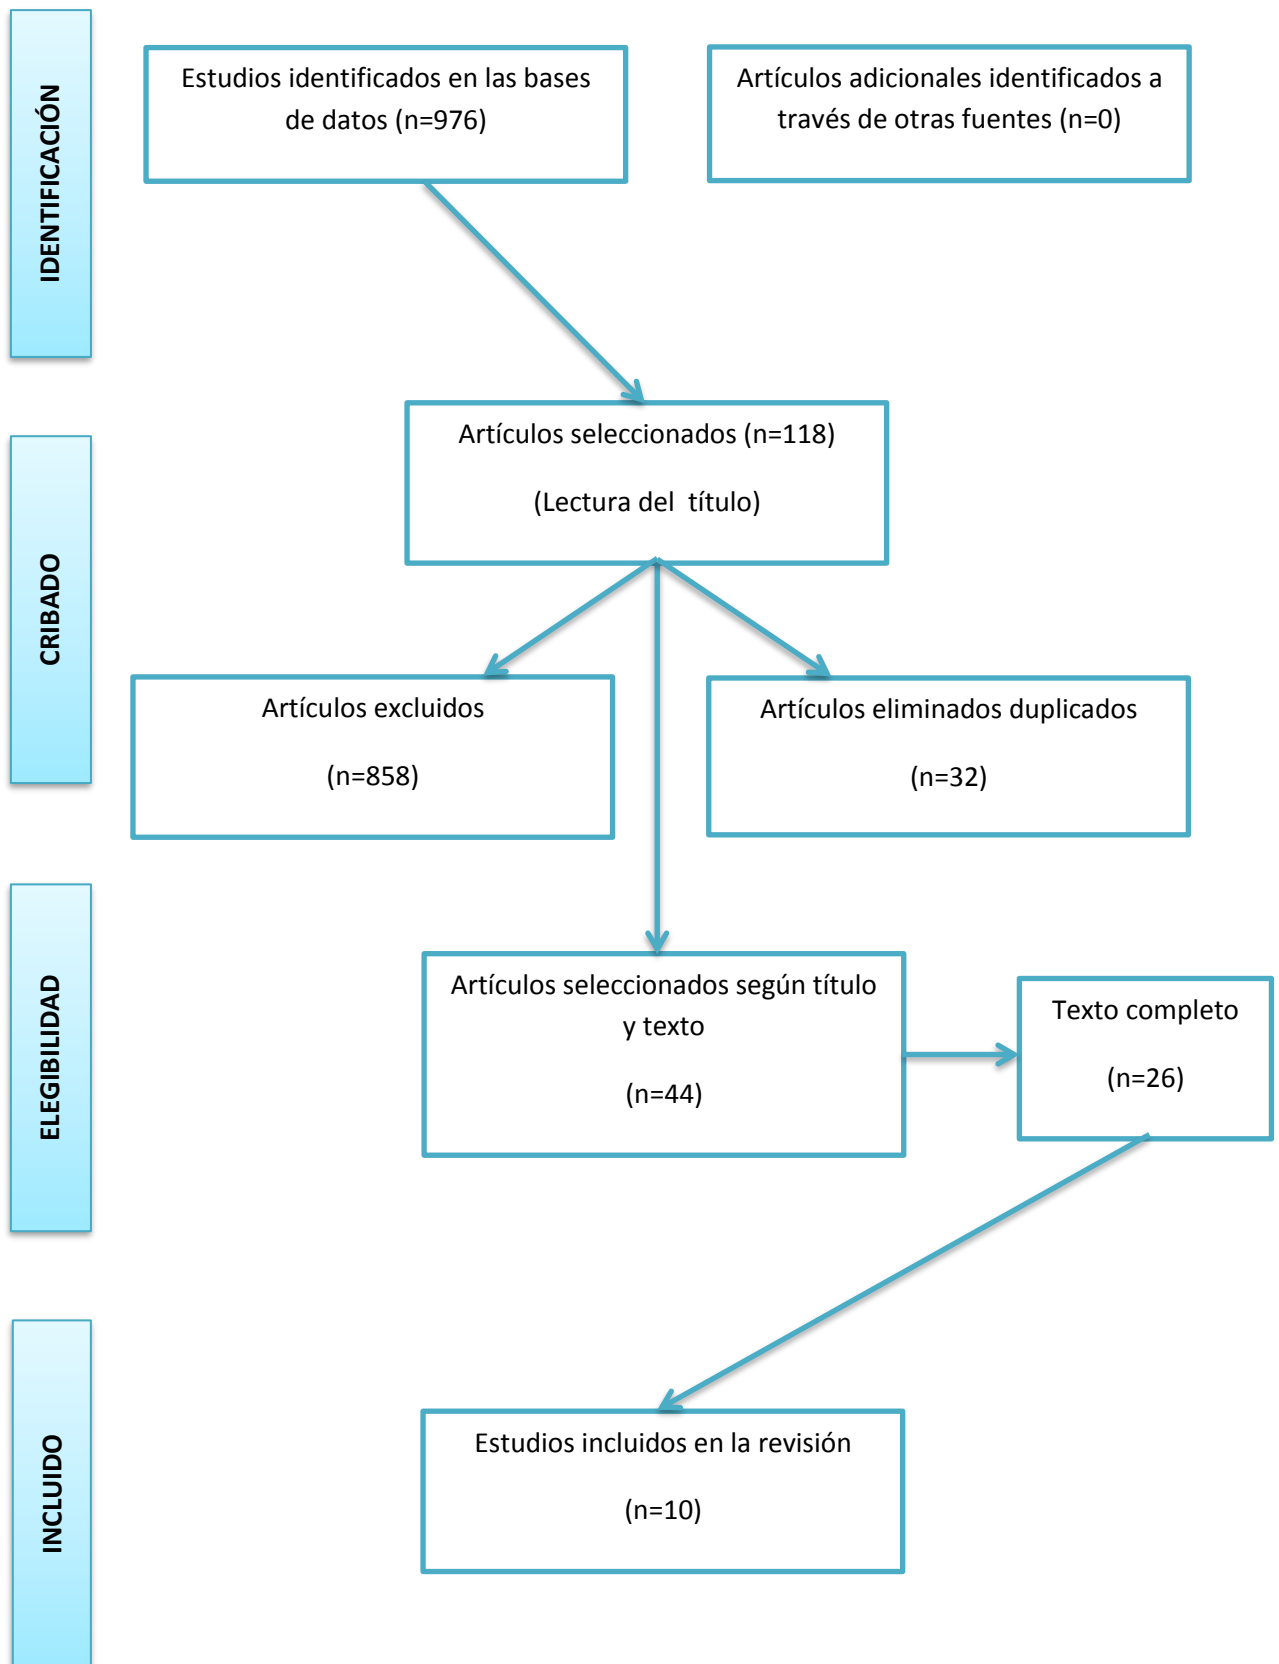 IDENTIFICACIÓN
Estudios identificados en las bases
de datos (n=976)
Artículos adicionales identificados a
través de otras fuentes (n=0)
CRIBADO
Artículos seleccionados (n=118)
(Lectura del título)
Artículos excluidos
(n=858)
Artículos eliminados duplicados
(n=32)
ELEGIBILIDAD
Artículos seleccionados según título
y texto
(n=44)
Texto completo
(n=26)
INCLUIDO
Estudios incluidos en la revisión
(n=10)